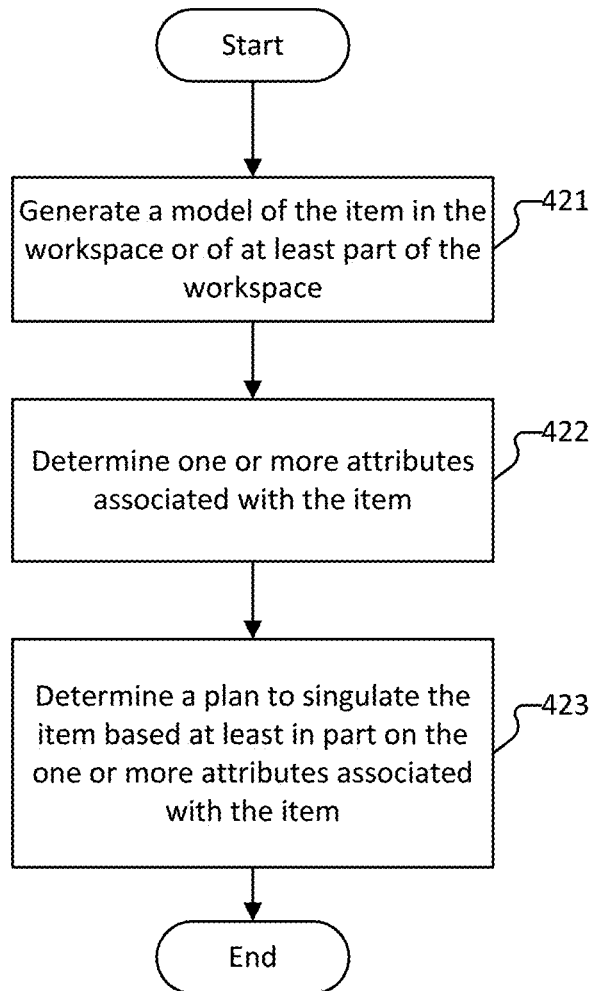 Start
Generate a model of the item in the
workspace or of at least part of the
workspace
421
Determine one or more attributes
associated with the item
422
Determine a plan to singulate the
item based at least in part on the
one or more attributes associated
with the item
423
End